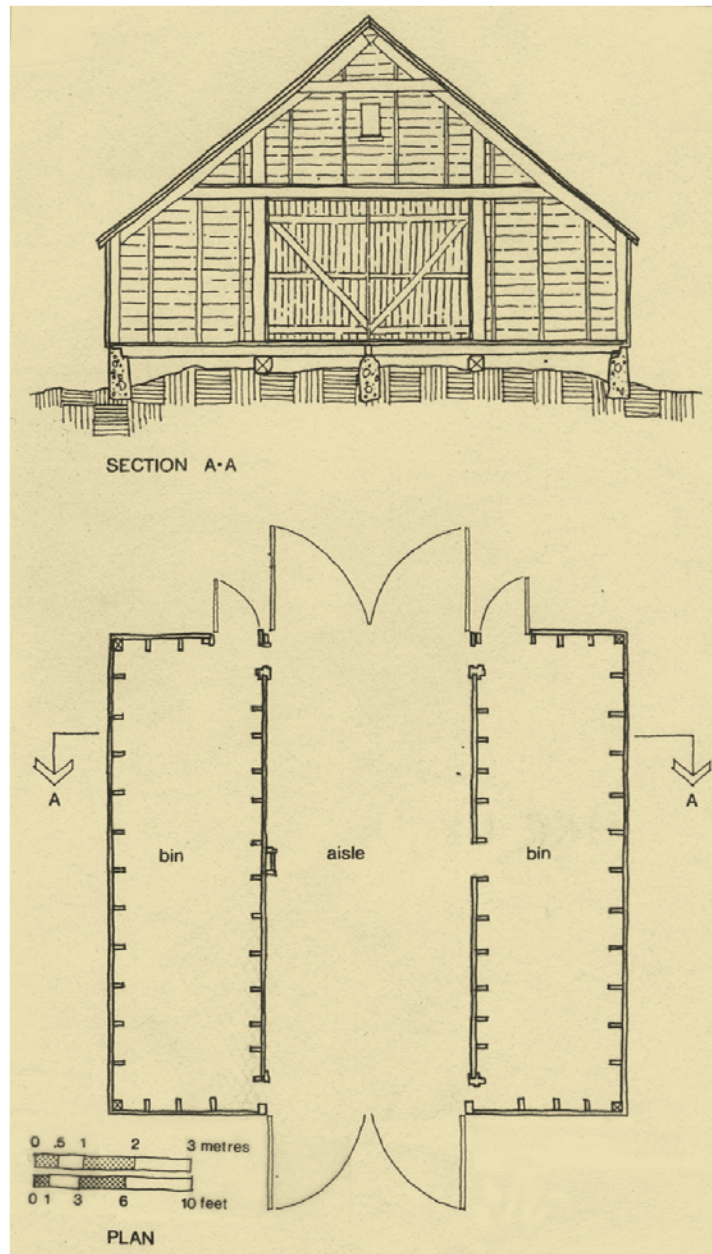 SECTION A-A
A
A
bin
aisle
bin
0 .5 1 2 3 metres
0 1 3 6 10 feet
PLAN